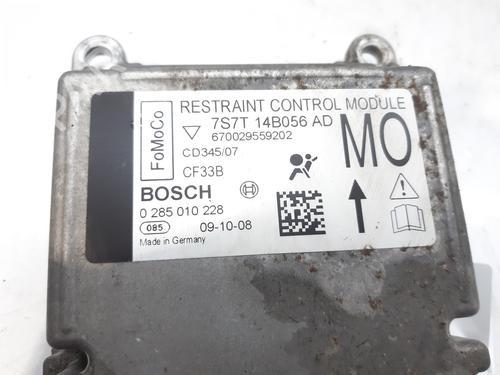 FoMoCo
RESTRAINT CONTROL MODULE
7S7T 14B056 AD
670029559202
MO
CD345/07
CF33B
BOSCH
0 285 010 228
085
09-10-08
Made in Germany